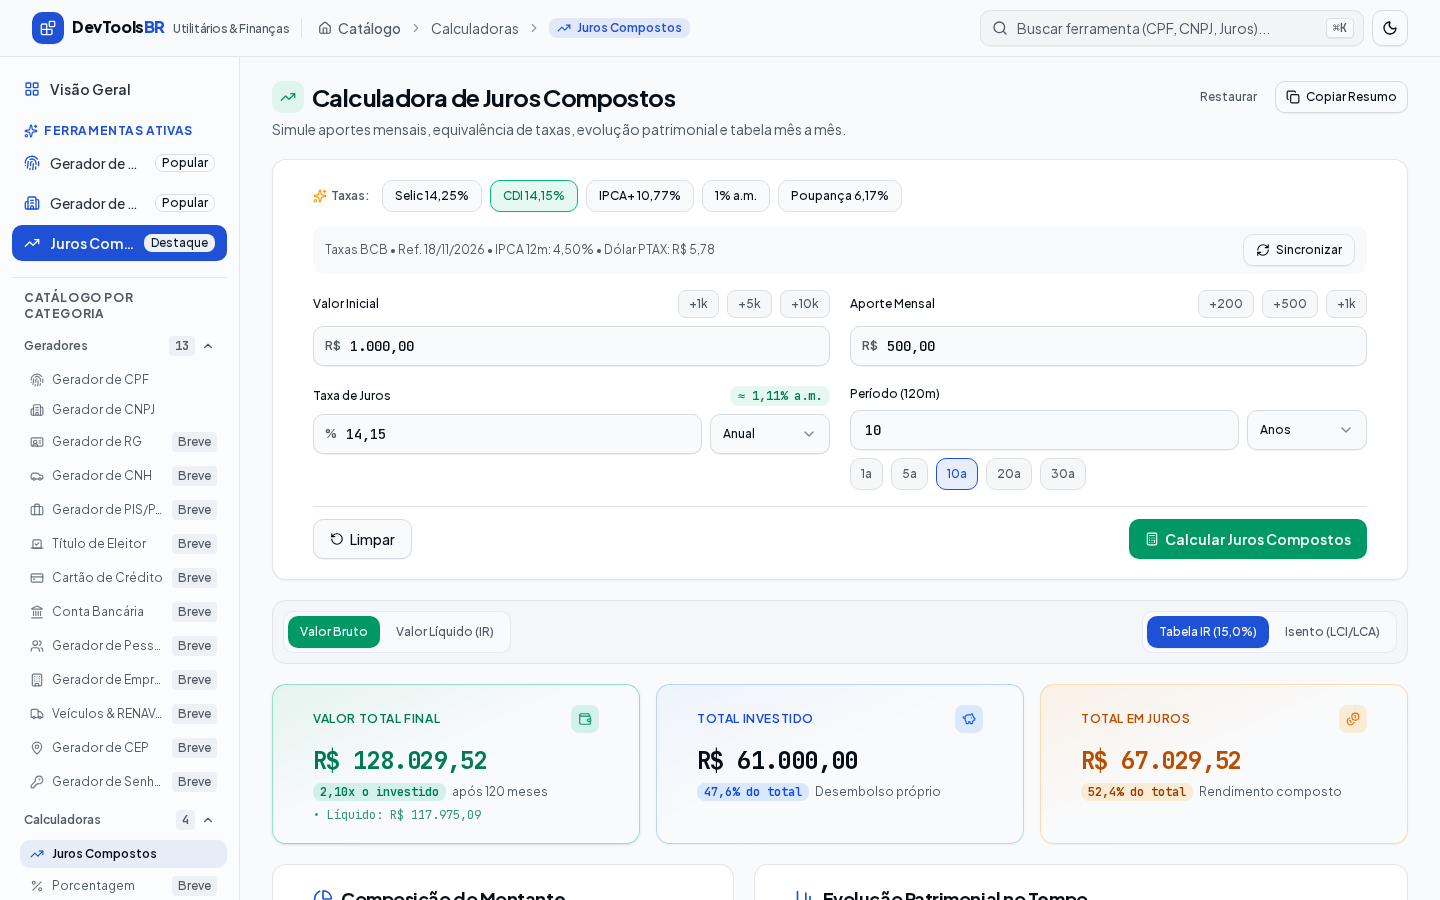 DevToolsBR Utilitários & Finanças
Catálogo > Calculadoras > Juros Compostos
Buscar ferramenta (CPF, CNPJ, Juros)...
⌘K
Visão Geral
FERRAMENTAS ATIVAS
Gerador de ... Popular
Gerador de ... Popular
Juros Com... Destaque
CATÁLOGO POR
CATEGORIA
Geradores 13
Gerador de CPF
Gerador de CNPJ
Gerador de RG Breve
Gerador de CNH Breve
Gerador de PIS/P... Breve
Título de Eleitor Breve
Cartão de Crédito Breve
Conta Bancária Breve
Gerador de Pess... Breve
Gerador de Empr... Breve
Veículos & RENAV... Breve
Gerador de CEP Breve
Gerador de Senh... Breve
Calculadoras 4
Juros Compostos
Porcentagem Breve
Calculadora de Juros Compostos
Restaurar
Copiar Resumo
Simule aportes mensais, equivalência de taxas, evolução patrimonial e tabela mês a mês.
Taxas: Selic 14,25% CDI 14,15% IPCA+ 10,77% 1% a.m. Poupança 6,17%
Taxas BCB • Ref. 18/11/2026 • IPCA 12m: 4,50% • Dólar PTAX: R$ 5,78
Sincronizar
Valor Inicial +1k +5k +10k
R$ 1.000,00
Aporte Mensal +200 +500 +1k
R$ 500,00
Taxa de Juros ≈ 1,11% a.m.
% 14,15 Anual
Período (120m)
10 Anos
1a 5a 10a 20a 30a
Limpar
Calcular Juros Compostos
Valor Bruto Valor Líquido (IR)
Tabela IR (15,0%) Isento (LCI/LCA)
VALOR TOTAL FINAL
R$ 128.029,52
2,10x o investido após 120 meses
• Líquido: R$ 117.975,09
TOTAL INVESTIDO
R$ 61.000,00
47,6% do total Desembolso próprio
TOTAL EM JUROS
R$ 67.029,52
52,4% do total Rendimento composto
Composição do Montante
Evolução Patrimonial no Tempo